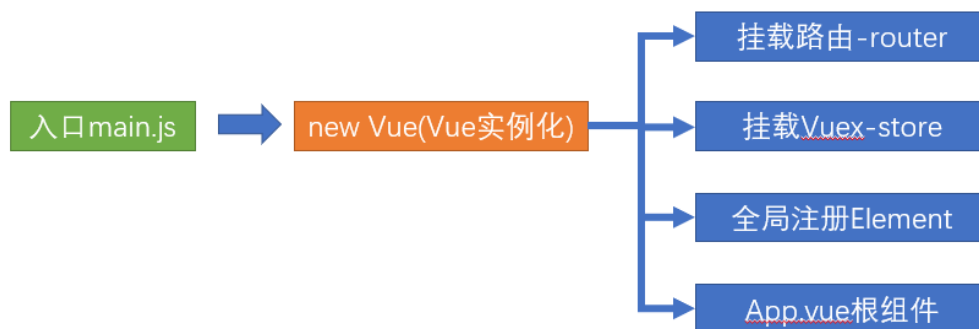 入口main.js
new Vue(Vue实例化)
挂载路由-router
挂载Vuex-store
全局注册Element
App.vue根组件